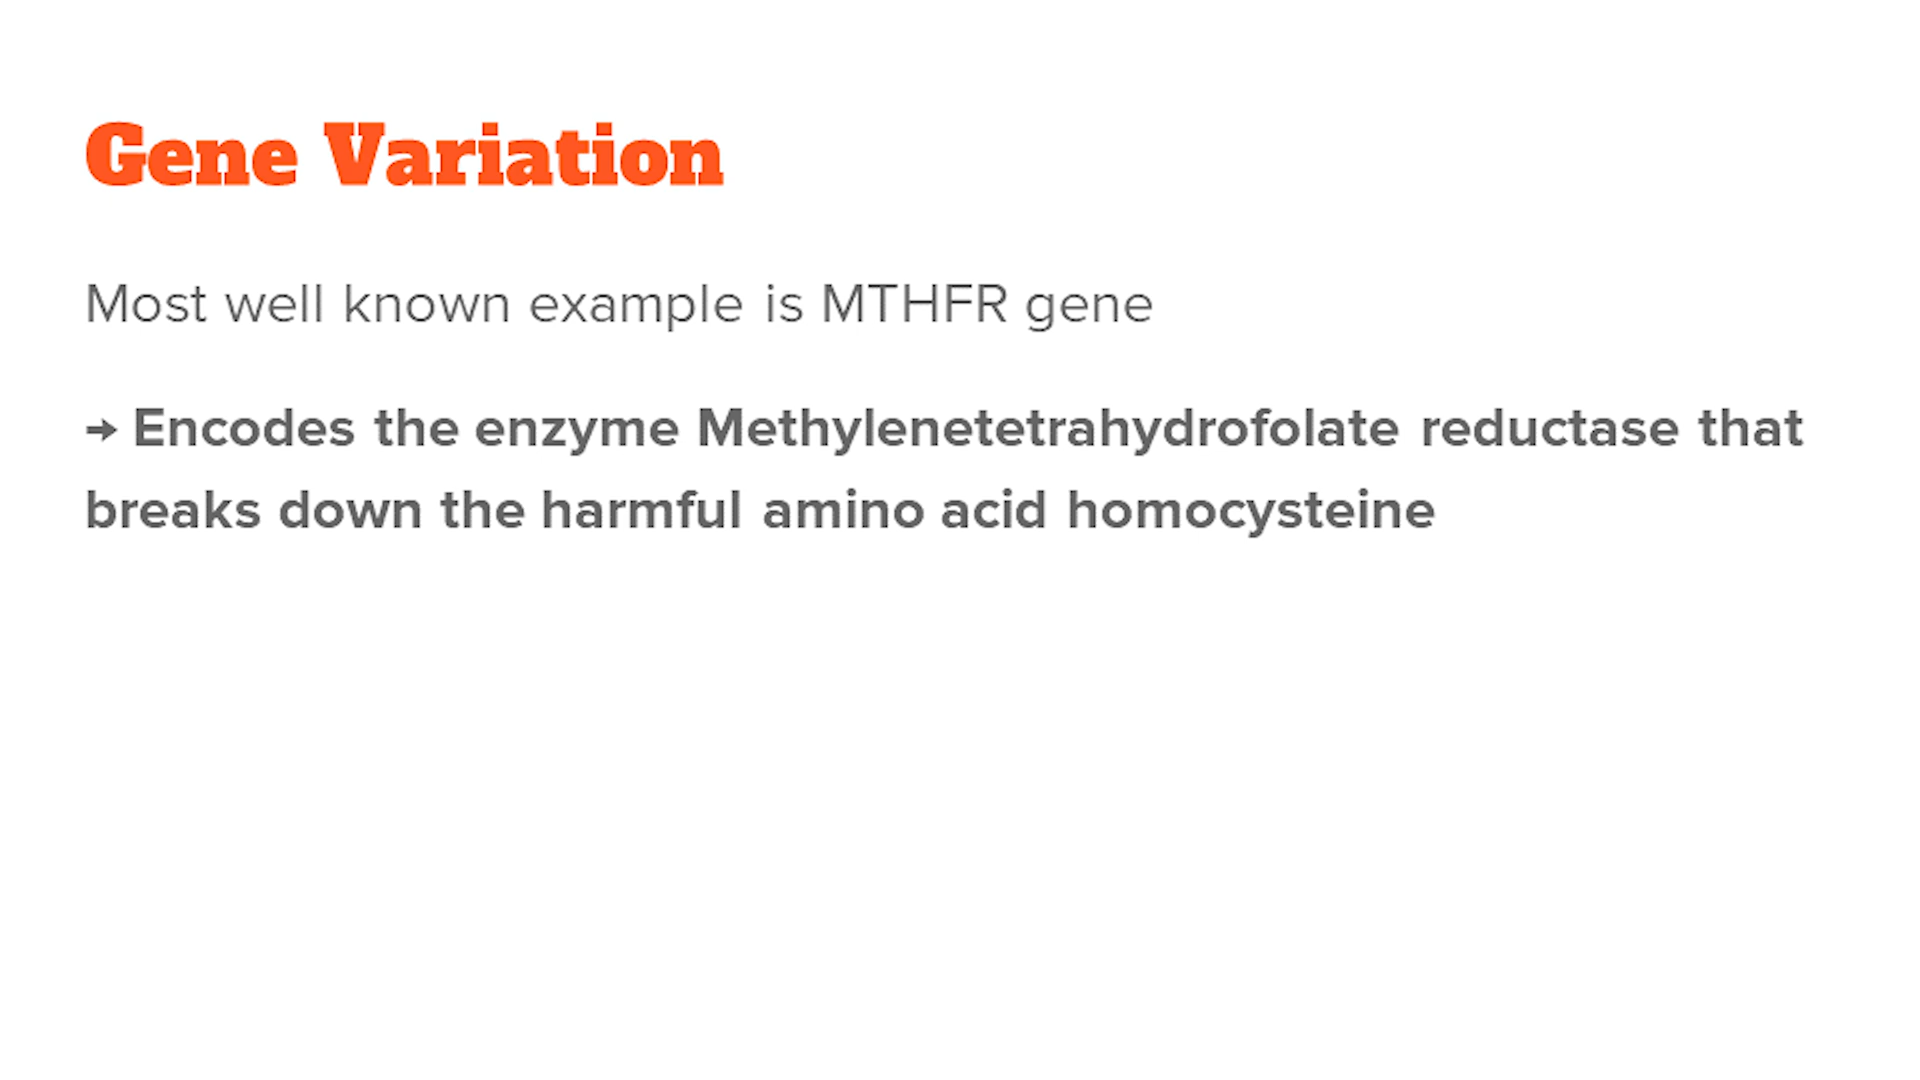 Gene Variation
Most well known example is MTHFR gene
→ Encodes the enzyme Methylenetetrahydrofolate reductase that
breaks down the harmful amino acid homocysteine